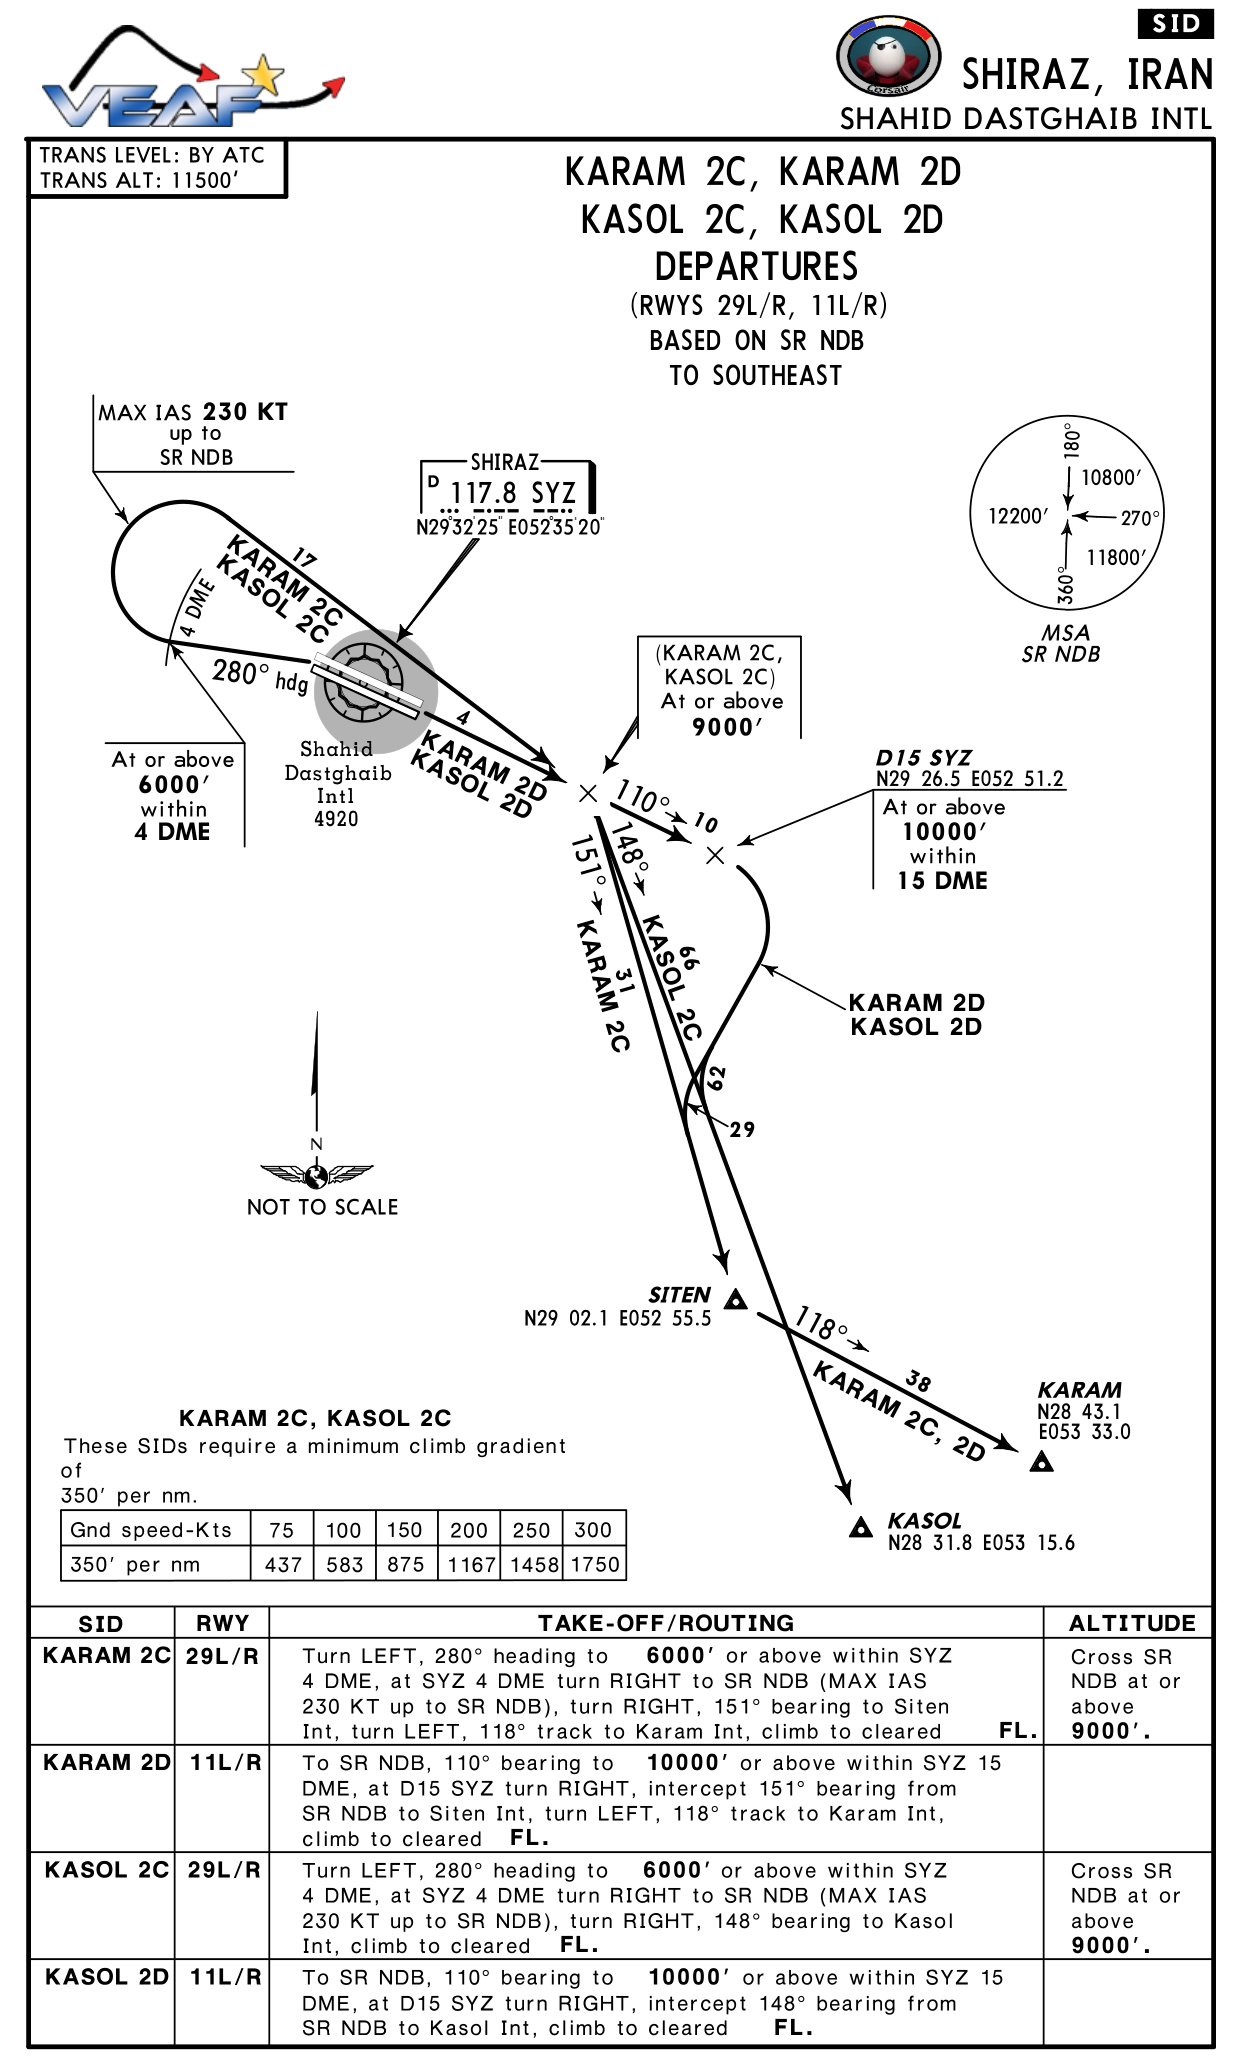 VEAF
Corsair
SID
SHIRAZ, IRAN
SHAHID DASTGHAIB INTL
TRANS LEVEL: BY ATC
TRANS ALT: 11500'
KARAM 2C, KARAM 2D
KASOL 2C, KASOL 2D
DEPARTURES
(RWYS 29L/R, 11L/R)
BASED ON SR NDB
TO SOUTHEAST
MAX IAS 230 KT
up to
SR NDB
SHIRAZ
D 117.8 SYZ
N29°32'25" E052°35'20"
180°
10800'
12200'
270°
11800'
360°
MSA
SR NDB
17
KARAM 2C
KASOL 2C
4 DME
280° hdg
4
KARAM 2D
KASOL 2D
(KARAM 2C,
KASOL 2C)
At or above
9000'
At or above
6000'
within
4 DME
Shahid
Dastghaib
Intl
4920
D15 SYZ
N29 26.5 E052 51.2
At or above
10000'
within
15 DME
110°
10
148°
151°
66
KASOL 2C
31
KARAM 2C
KARAM 2D
KASOL 2D
62
29
N
NOT TO SCALE
SITEN
N29 02.1 E052 55.5
118°
38
KARAM 2C, 2D
KARAM
N28 43.1
E053 33.0
KASOL
N28 31.8 E053 15.6
KARAM 2C, KASOL 2C
These SIDs require a minimum climb gradient
of
350' per nm.
Gnd speed-Kts 75 100 150 200 250 300
350' per nm 437 583 875 1167 1458 1750
SID RWY TAKE-OFF/ROUTING ALTITUDE
KARAM 2C 29L/R Turn LEFT, 280° heading to 6000' or above within SYZ Cross SR
4 DME, at SYZ 4 DME turn RIGHT to SR NDB (MAX IAS NDB at or
230 KT up to SR NDB), turn RIGHT, 151° bearing to Siten above
Int, turn LEFT, 118° track to Karam Int, climb to cleared FL. 9000'.
KARAM 2D 11L/R To SR NDB, 110° bearing to 10000' or above within SYZ 15
DME, at D15 SYZ turn RIGHT, intercept 151° bearing from
SR NDB to Siten Int, turn LEFT, 118° track to Karam Int,
climb to cleared FL.
KASOL 2C 29L/R Turn LEFT, 280° heading to 6000' or above within SYZ Cross SR
4 DME, at SYZ 4 DME turn RIGHT to SR NDB (MAX IAS NDB at or
230 KT up to SR NDB), turn RIGHT, 148° bearing to Kasol above
Int, climb to cleared FL. 9000'.
KASOL 2D 11L/R To SR NDB, 110° bearing to 10000' or above within SYZ 15
DME, at D15 SYZ turn RIGHT, intercept 148° bearing from
SR NDB to Kasol Int, climb to cleared FL.